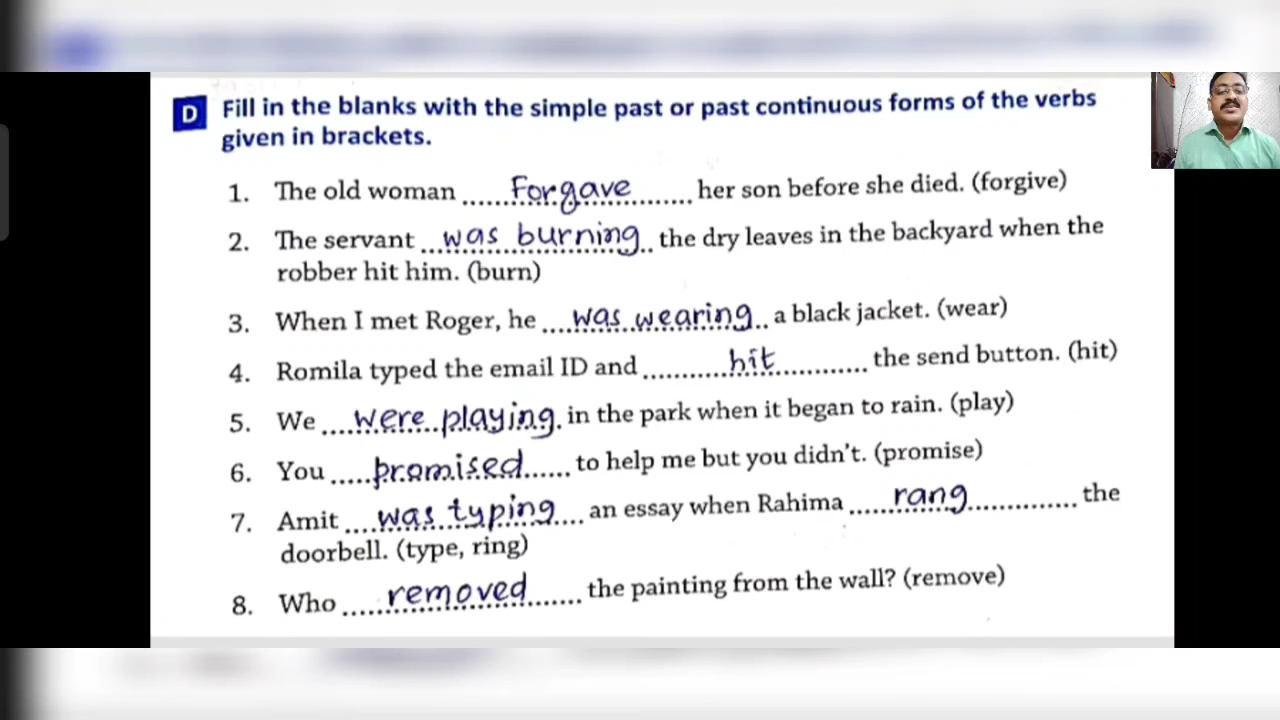 D Fill in the blanks with the simple past or past continuous forms of the verbs
given in brackets.
1. The old woman ......Forgave...... her son before she died. (forgive)
2. The servant ...was burning... the dry leaves in the backyard when the
robber hit him. (burn)
3. When I met Roger, he ....was wearing.... a black jacket. (wear)
4. Romila typed the email ID and ..........hit.......... the send button. (hit)
5. We ....were playing. in the park when it began to rain. (play)
6. You .....promised...... to help me but you didn't. (promise)
7. Amit ....was typing.... an essay when Rahima .....rang............... the
doorbell. (type, ring)
8. Who .....removed....... the painting from the wall? (remove)